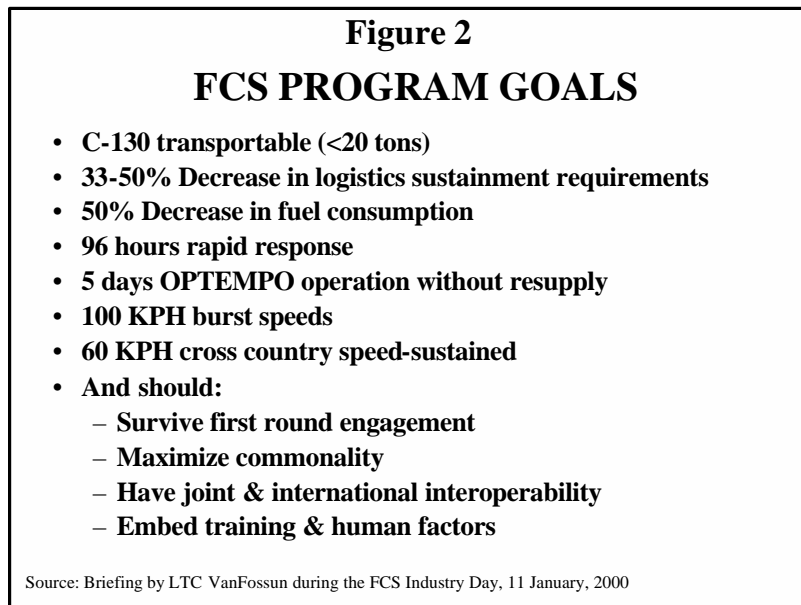 Figure 2
FCS PROGRAM GOALS
• C-130 transportable (<20 tons)
• 33-50% Decrease in logistics sustainment requirements
• 50% Decrease in fuel consumption
• 96 hours rapid response
• 5 days OPTEMPO operation without resupply
• 100 KPH burst speeds
• 60 KPH cross country speed-sustained
• And should:
– Survive first round engagement
– Maximize commonality
– Have joint & international interoperability
– Embed training & human factors
Source: Briefing by LTC VanFossun during the FCS Industry Day, 11 January, 2000